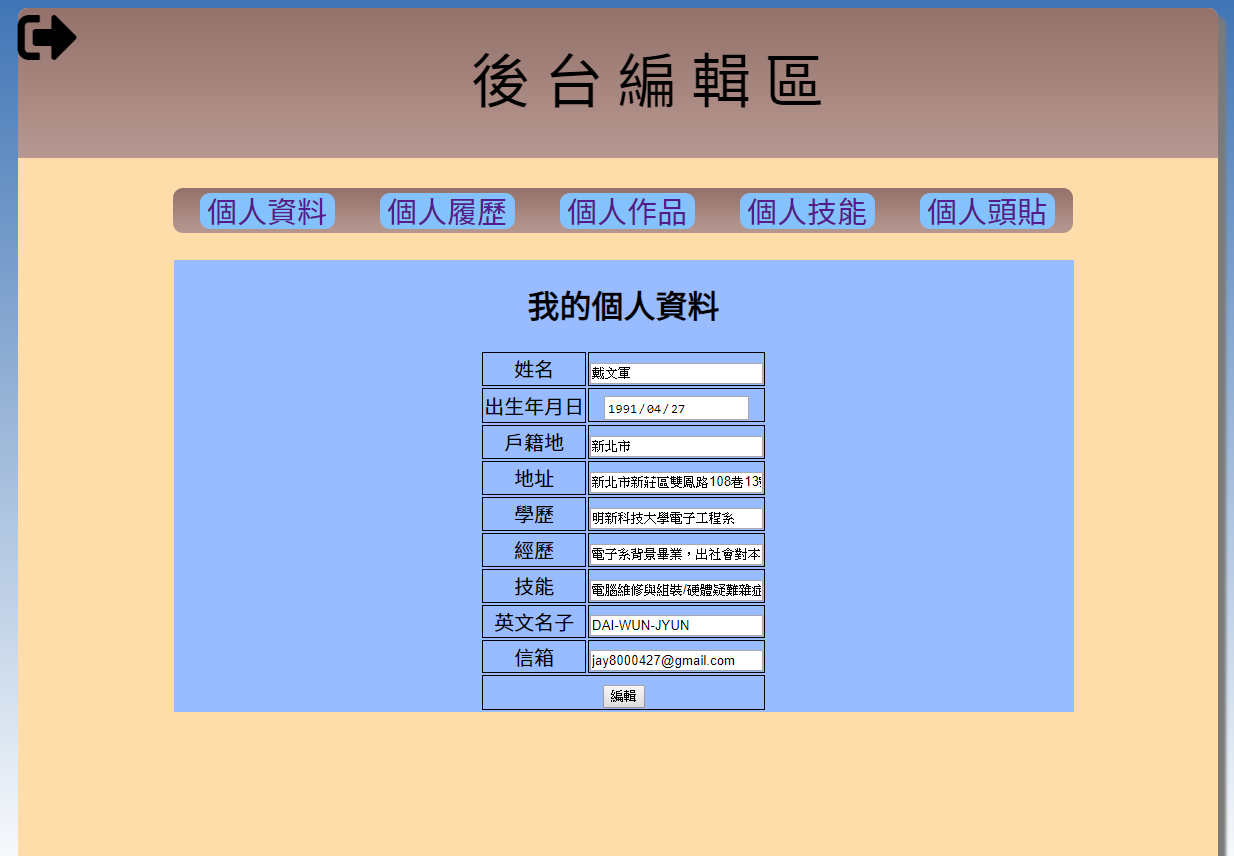 後台編輯區
個人資料 個人履歷 個人作品 個人技能 個人頭貼
我的個人資料
姓名 戴文軍
出生年月日 1991/04/27
戶籍地 新北市
地址 新北市新莊區雙鳳路108巷13
學歷 明新科技大學電子工程系
經歷 電子系背景畢業，出社會對本
技能 電腦維修與組裝/硬體疑難雜症
英文名子 DAI-WUN-JYUN
信箱 jay8000427@gmail.com
編輯